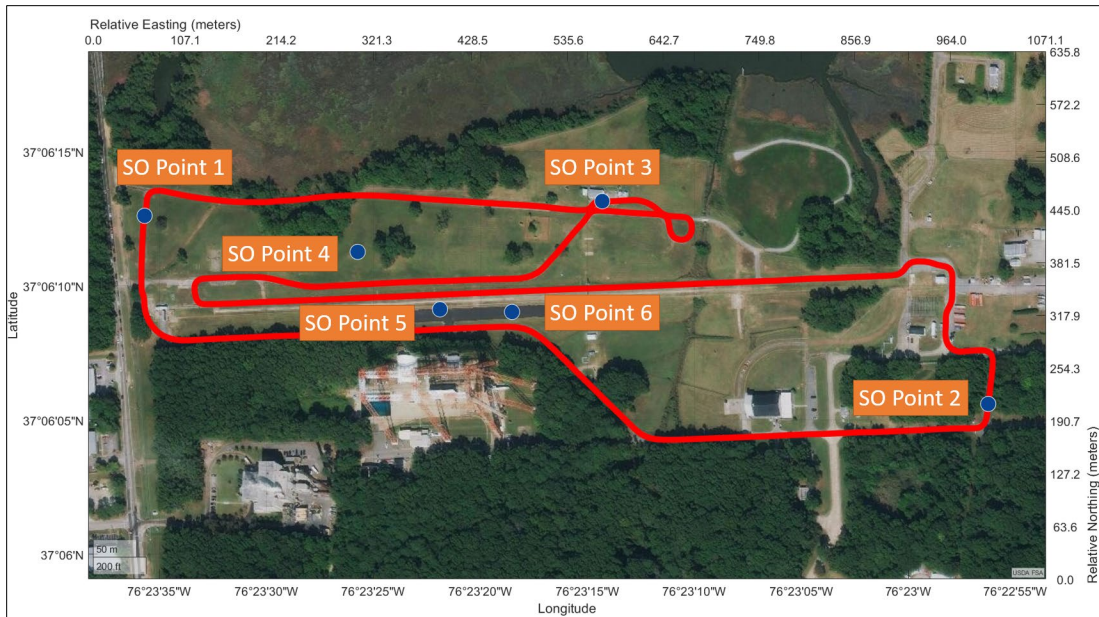 Relative Easting (meters)
0.0 107.1 214.2 321.3 428.5 535.6 642.7 749.8 856.9 964.0 1071.1
635.8
572.2
37°06'15"N
508.6
SO Point 1
SO Point 3
445.0
SO Point 4
381.5
37°06'10"N
Latitude
SO Point 5
SO Point 6
317.9
254.3
SO Point 2
37°06'05"N
190.7
127.2
Relative Northing (meters)
63.6
37°06'N
50 m
200 ft
0.0
USDA FSA
76°23'35"W 76°23'30"W 76°23'25"W 76°23'20"W 76°23'15"W 76°23'10"W 76°23'05"W 76°23'W 76°22'55"W
Longitude